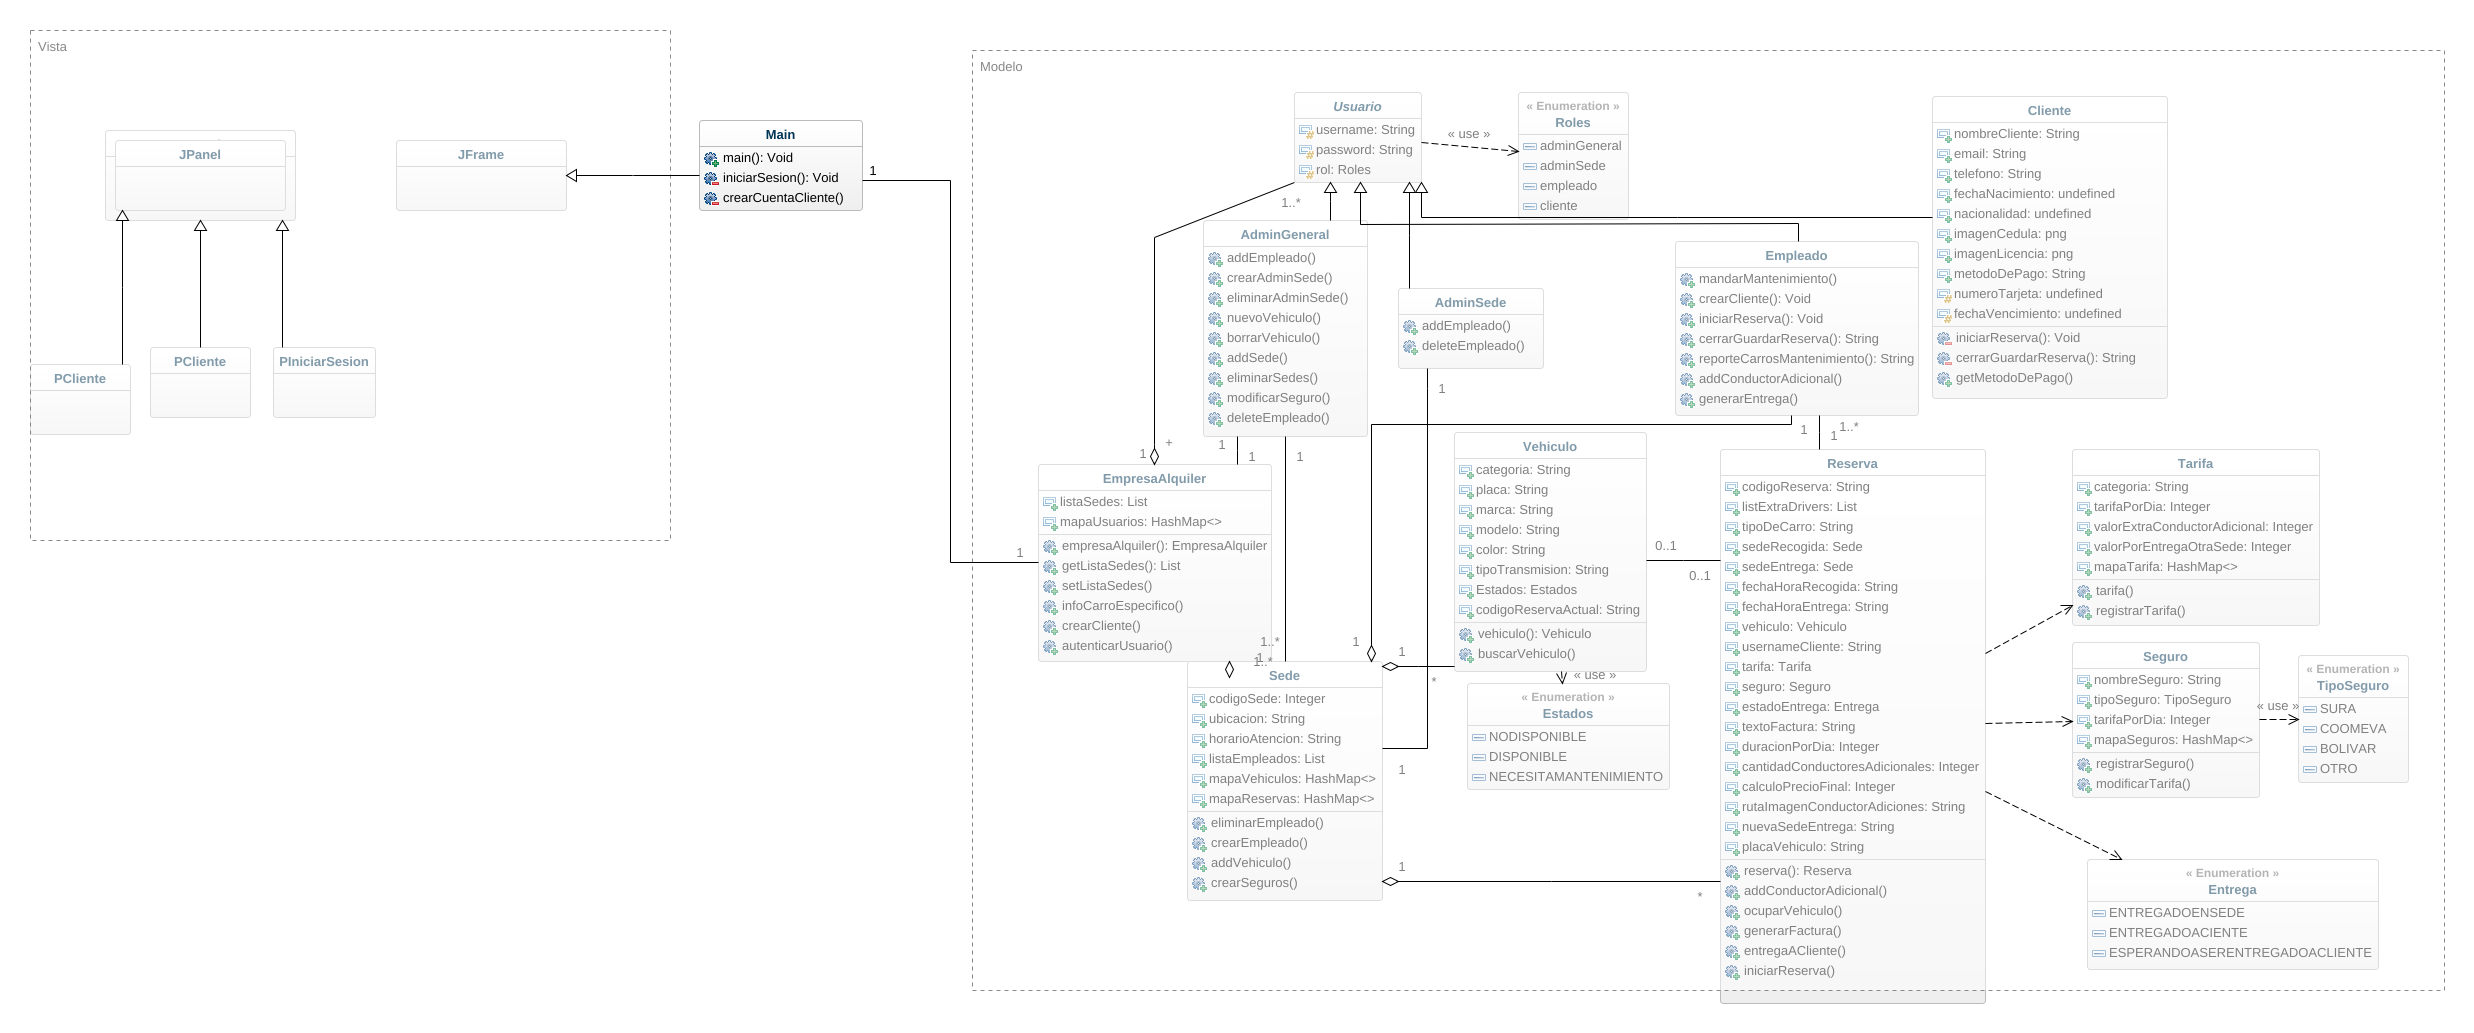 Vista
JPanel
JFrame
PCliente
PCliente
PIniciarSesion
Main
main(): Void
iniciarSesion(): Void
crearCuentaCliente()
1
1
Modelo
Usuario
username: String
password: String
rol: Roles
« use »
« Enumeration »
Roles
adminGeneral
adminSede
empleado
cliente
Cliente
nombreCliente: String
email: String
telefono: String
fechaNacimiento: undefined
nacionalidad: undefined
imagenCedula: png
imagenLicencia: png
metodoDePago: String
numeroTarjeta: undefined
fechaVencimiento: undefined
iniciarReserva(): Void
cerrarGuardarReserva(): String
getMetodoDePago()
1..*
AdminGeneral
addEmpleado()
crearAdminSede()
eliminarAdminSede()
nuevoVehiculo()
borrarVehiculo()
addSede()
eliminarSedes()
modificarSeguro()
deleteEmpleado()
AdminSede
addEmpleado()
deleteEmpleado()
Empleado
mandarMantenimiento()
crearCliente(): Void
iniciarReserva(): Void
cerrarGuardarReserva(): String
reporteCarrosMantenimiento(): String
addConductorAdicional()
generarEntrega()
1
+
1
1
1
1
1
1..*
1
EmpresaAlquiler
listaSedes: List
mapaUsuarios: HashMap<>
empresaAlquiler(): EmpresaAlquiler
getListaSedes(): List
setListaSedes()
infoCarroEspecifico()
crearCliente()
autenticarUsuario()
Vehiculo
categoria: String
placa: String
marca: String
modelo: String
color: String
tipoTransmision: String
Estados: Estados
codigoReservaActual: String
vehiculo(): Vehiculo
buscarVehiculo()
0..1
0..1
Reserva
codigoReserva: String
listExtraDrivers: List
tipoDeCarro: String
sedeRecogida: Sede
sedeEntrega: Sede
fechaHoraRecogida: String
fechaHoraEntrega: String
vehiculo: Vehiculo
usernameCliente: String
tarifa: Tarifa
seguro: Seguro
estadoEntrega: Entrega
textoFactura: String
duracionPorDia: Integer
cantidadConductoresAdicionales: Integer
calculoPrecioFinal: Integer
rutaImagenConductorAdiciones: String
nuevaSedeEntrega: String
placaVehiculo: String
reserva(): Reserva
addConductorAdicional()
ocuparVehiculo()
generarFactura()
entregaACliente()
iniciarReserva()
Tarifa
categoria: String
tarifaPorDia: Integer
valorExtraConductorAdicional: Integer
valorPorEntregaOtraSede: Integer
mapaTarifa: HashMap<>
tarifa()
registrarTarifa()
Seguro
nombreSeguro: String
tipoSeguro: TipoSeguro
tarifaPorDia: Integer
mapaSeguros: HashMap<>
registrarSeguro()
modificarTarifa()
« use »
« Enumeration »
TipoSeguro
SURA
COOMEVA
BOLIVAR
OTRO
1..*
1
1..*
1
1
*
Sede
codigoSede: Integer
ubicacion: String
horarioAtencion: String
listaEmpleados: List
mapaVehiculos: HashMap<>
mapaReservas: HashMap<>
eliminarEmpleado()
crearEmpleado()
addVehiculo()
crearSeguros()
« use »
« Enumeration »
Estados
NODISPONIBLE
DISPONIBLE
NECESITAMANTENIMIENTO
1
1
*
« Enumeration »
Entrega
ENTREGADOENSEDE
ENTREGADOACIENTE
ESPERANDOASERENTREGADOACLIENTE